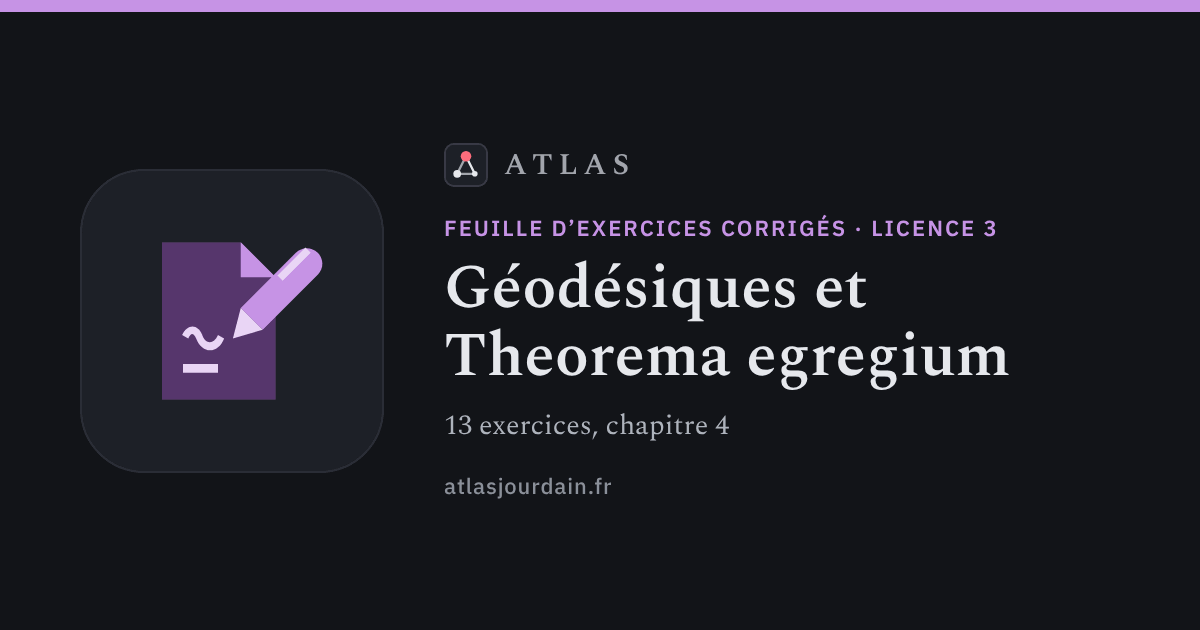 ATLAS
FEUILLE D’EXERCICES CORRIGÉS · LICENCE 3
Géodésiques et
Theorema egregium
13 exercices, chapitre 4
atlasjourdain.fr